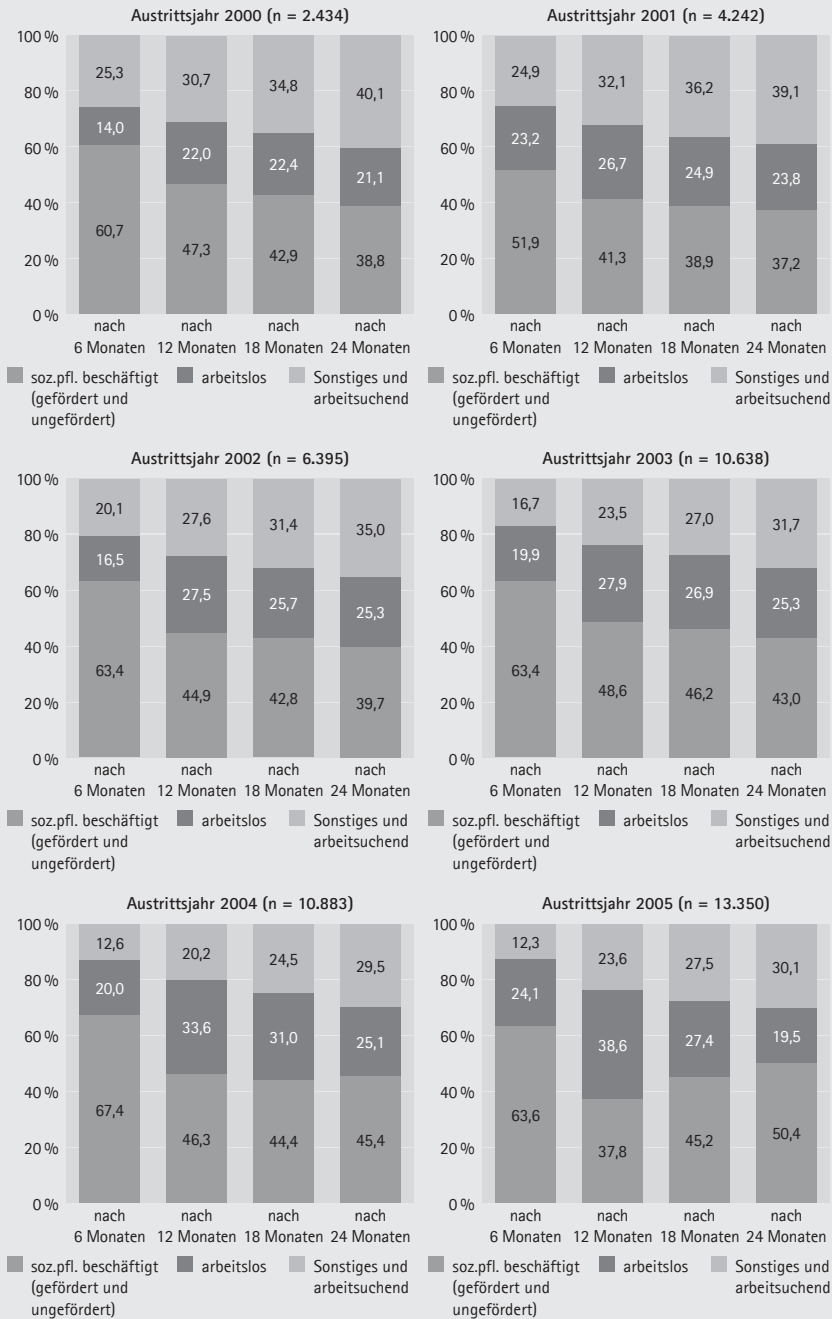 Austrittsjahr 2000 (n = 2.434)
100 %
80 %
60 %
40 %
20 %
0 %
25,3
14,0
60,7
30,7
22,0
47,3
34,8
22,4
42,9
40,1
21,1
38,8
nach
6 Monaten
nach
12 Monaten
nach
18 Monaten
nach
24 Monaten
soz.pfl. beschäftigt
(gefördert und
ungefördert)
arbeitslos
Sonstiges und
arbeitsuchend
Austrittsjahr 2001 (n = 4.242)
100 %
80 %
60 %
40 %
20 %
0 %
24,9
23,2
51,9
32,1
26,7
41,3
36,2
24,9
38,9
39,1
23,8
37,2
nach
6 Monaten
nach
12 Monaten
nach
18 Monaten
nach
24 Monaten
soz.pfl. beschäftigt
(gefördert und
ungefördert)
arbeitslos
Sonstiges und
arbeitsuchend
Austrittsjahr 2002 (n = 6.395)
100 %
80 %
60 %
40 %
20 %
0 %
20,1
16,5
63,4
27,6
27,5
44,9
31,4
25,7
42,8
35,0
25,3
39,7
nach
6 Monaten
nach
12 Monaten
nach
18 Monaten
nach
24 Monaten
soz.pfl. beschäftigt
(gefördert und
ungefördert)
arbeitslos
Sonstiges und
arbeitsuchend
Austrittsjahr 2003 (n = 10.638)
100 %
80 %
60 %
40 %
20 %
0 %
16,7
19,9
63,4
23,5
27,9
48,6
27,0
26,9
46,2
31,7
25,3
43,0
nach
6 Monaten
nach
12 Monaten
nach
18 Monaten
nach
24 Monaten
soz.pfl. beschäftigt
(gefördert und
ungefördert)
arbeitslos
Sonstiges und
arbeitsuchend
Austrittsjahr 2004 (n = 10.883)
100 %
80 %
60 %
40 %
20 %
0 %
12,6
20,0
67,4
20,2
33,6
46,3
24,5
31,0
44,4
29,5
25,1
45,4
nach
6 Monaten
nach
12 Monaten
nach
18 Monaten
nach
24 Monaten
soz.pfl. beschäftigt
(gefördert und
ungefördert)
arbeitslos
Sonstiges und
arbeitsuchend
Austrittsjahr 2005 (n = 13.350)
100 %
80 %
60 %
40 %
20 %
0 %
12,3
24,1
63,6
23,6
38,6
37,8
27,5
27,4
45,2
30,1
19,5
50,4
nach
6 Monaten
nach
12 Monaten
nach
18 Monaten
nach
24 Monaten
soz.pfl. beschäftigt
(gefördert und
ungefördert)
arbeitslos
Sonstiges und
arbeitsuchend